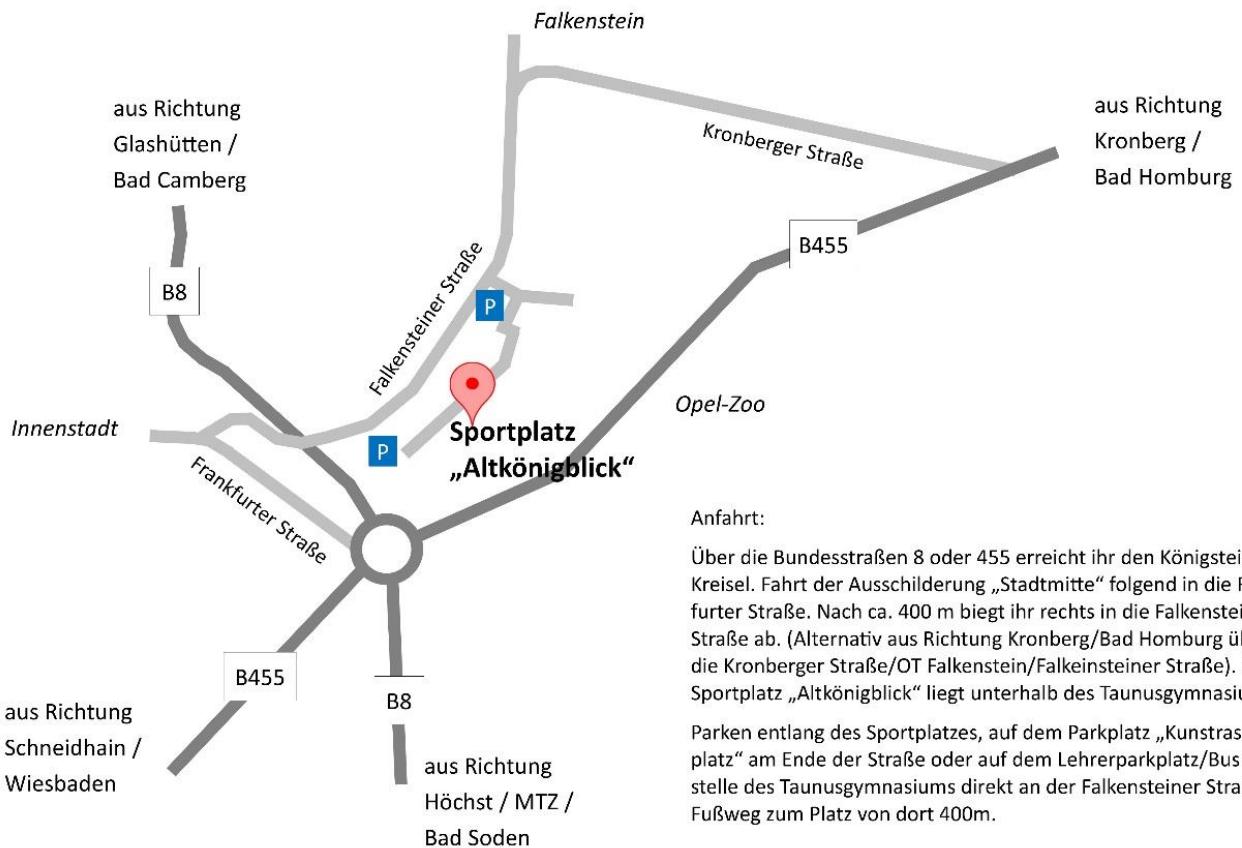 Falkenstein
aus Richtung
Glashütten /
Bad Camberg
aus Richtung
Kronberg /
Bad Homburg
Kronberger Straße
B455
B8
Falkensteiner Straße
P
Opel-Zoo
Innenstadt
P
Sportplatz
„Altkönigblick“
Frankfurter Straße
Anfahrt:
Über die Bundesstraßen 8 oder 455 erreicht ihr den Königstei
Kreisel. Fahrt der Ausschilderung „Stadtmitte“ folgend in die F
furter Straße. Nach ca. 400 m biegt ihr rechts in die Falkenstei
Straße ab. (Alternativ aus Richtung Kronberg/Bad Homburg ü
die Kronberger Straße/OT Falkenstein/Falkeinsteiner Straße).
Sportplatz „Altkönigblick“ liegt unterhalb des Taunusgymnasiu
Parken entlang des Sportplatzes, auf dem Parkplatz „Kunstras
platz“ am Ende der Straße oder auf dem Lehrerparkplatz/Bus
stelle des Taunusgymnasiums direkt an der Falkensteiner Stra
Fußweg zum Platz von dort 400m.
B455
B8
aus Richtung
Schneidhain /
Wiesbaden
aus Richtung
Höchst / MTZ /
Bad Soden